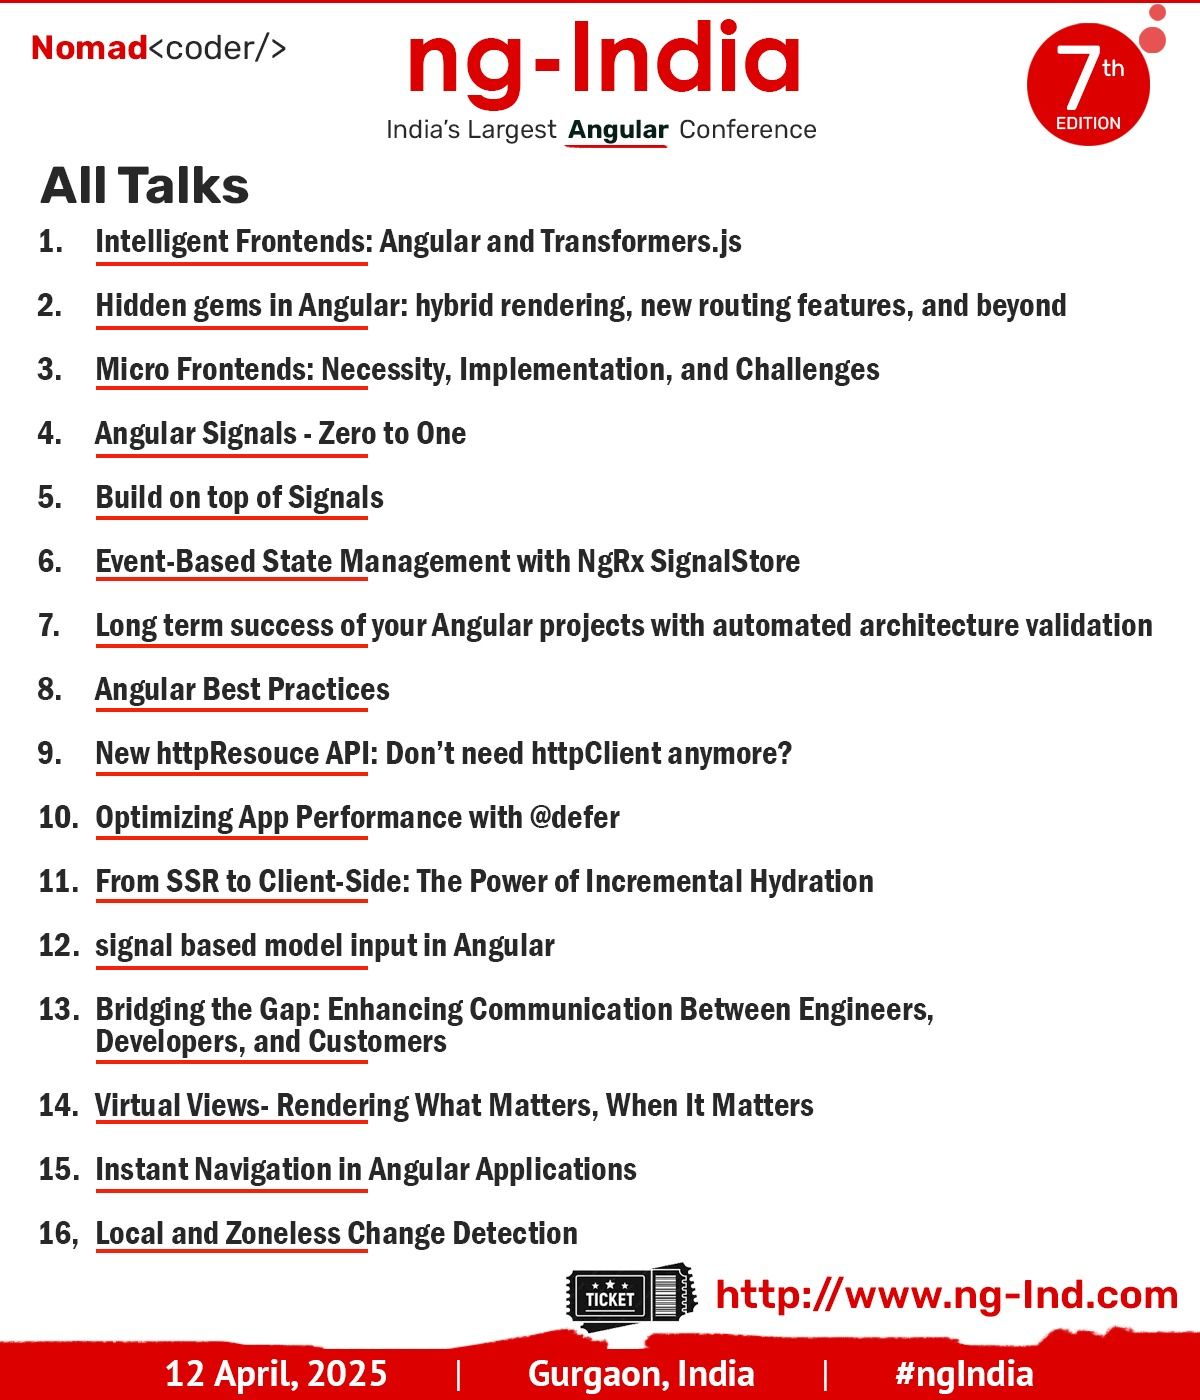 Nomad<coder/>
ng-India
India's Largest Angular Conference
7th
EDITION
All Talks
1. Intelligent Frontends: Angular and Transformers.js
2. Hidden gems in Angular: hybrid rendering, new routing features, and beyond
3. Micro Frontends: Necessity, Implementation, and Challenges
4. Angular Signals - Zero to One
5. Build on top of Signals
6. Event-Based State Management with NgRx SignalStore
7. Long term success of your Angular projects with automated architecture validation
8. Angular Best Practices
9. New httpResouce API: Don't need httpClient anymore?
10. Optimizing App Performance with @defer
11. From SSR to Client-Side: The Power of Incremental Hydration
12. signal based model input in Angular
13. Bridging the Gap: Enhancing Communication Between Engineers,
Developers, and Customers
14. Virtual Views- Rendering What Matters, When It Matters
15. Instant Navigation in Angular Applications
16, Local and Zoneless Change Detection
TICKET
http://www.ng-Ind.com
12 April, 2025 | Gurgaon, India | #ngIndia